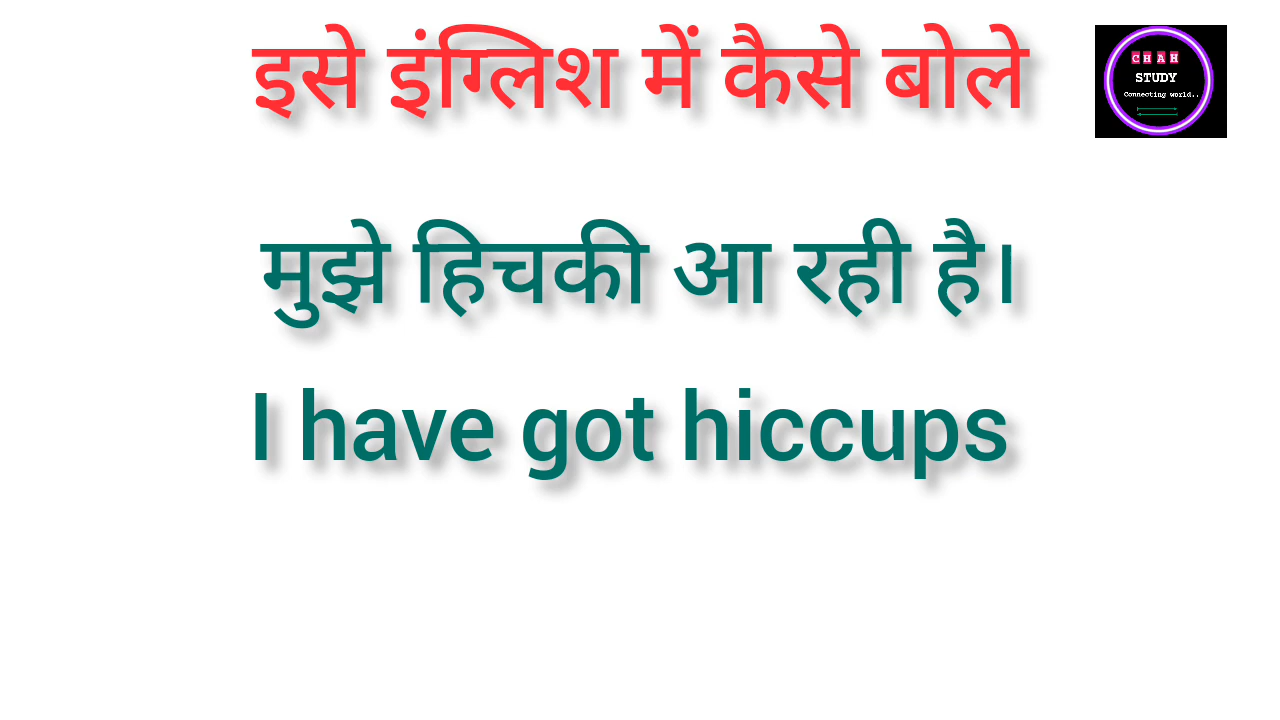 इसे इंग्लिश में कैसे बोले
CHAH
STUDY
Connecting world..
मुझे हिचकी आ रही है।
I have got hiccups